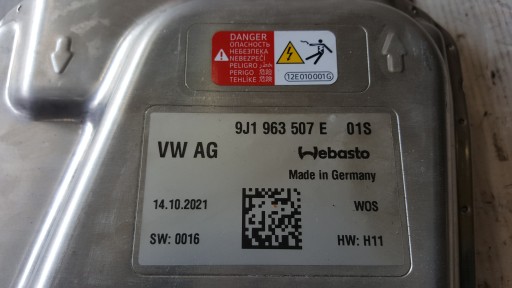 DANGER
ОПАСНОСТЬ
НЕБЕЗПЕКА
NEBEZPEČÍ
PELIGRO
PERIGO
TEHLIKE
12E010001G
9J1 963 507 E 01S
VW AG
Webasto
Made in Germany
14.10.2021
WOS
SW: 0016
HW: H11